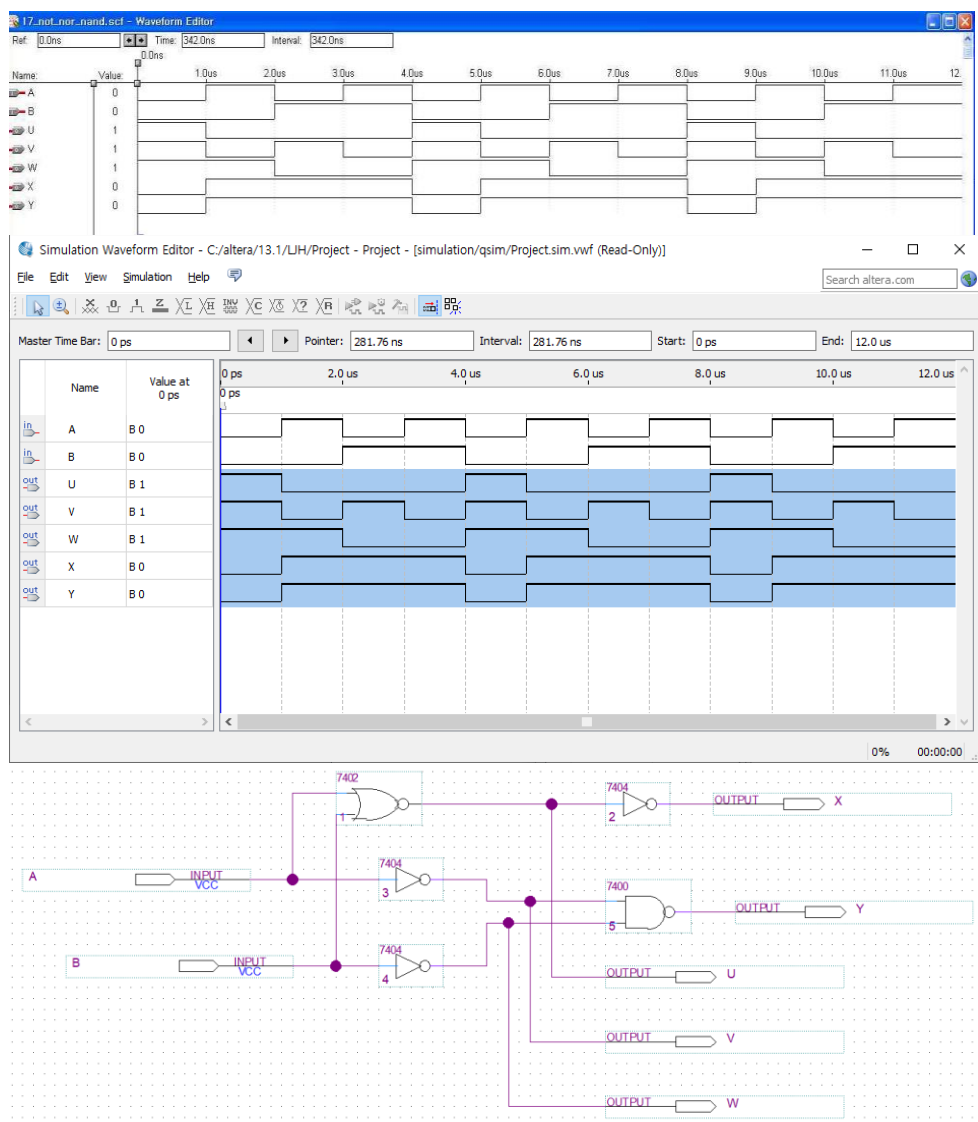 17_not_nor_nand.scf - Waveform Editor
Ref: 0.0ns Time: 342.0ns Interval: 342.0ns
0.0ns
Name: Value: 1.0us 2.0us 3.0us 4.0us 5.0us 6.0us 7.0us 8.0us 9.0us 10.0us 11.0us 12.
A 0
B 0
U 1
V 1
W 1
X 0
Y 0
Simulation Waveform Editor - C:/altera/13.1/LJH/Project - Project - [simulation/qsim/Project.sim.vwf (Read-Only)]
File Edit View Simulation Help Search altera.com
Master Time Bar: 0 ps Pointer: 281.76 ns Interval: 281.76 ns Start: 0 ps End: 12.0 us
Name Value at 0 ps
0 ps 2.0 us 4.0 us 6.0 us 8.0 us 10.0 us 12.0 us
0 ps
in A B 0
in B B 0
out U B 1
out V B 1
out W B 1
out X B 0
out Y B 0
0% 00:00:00
7402
1
7404
2
OUTPUT X
A INPUT
VCC
7404
3
7400
5
OUTPUT Y
B INPUT
VCC
7404
4
OUTPUT U
OUTPUT V
OUTPUT W